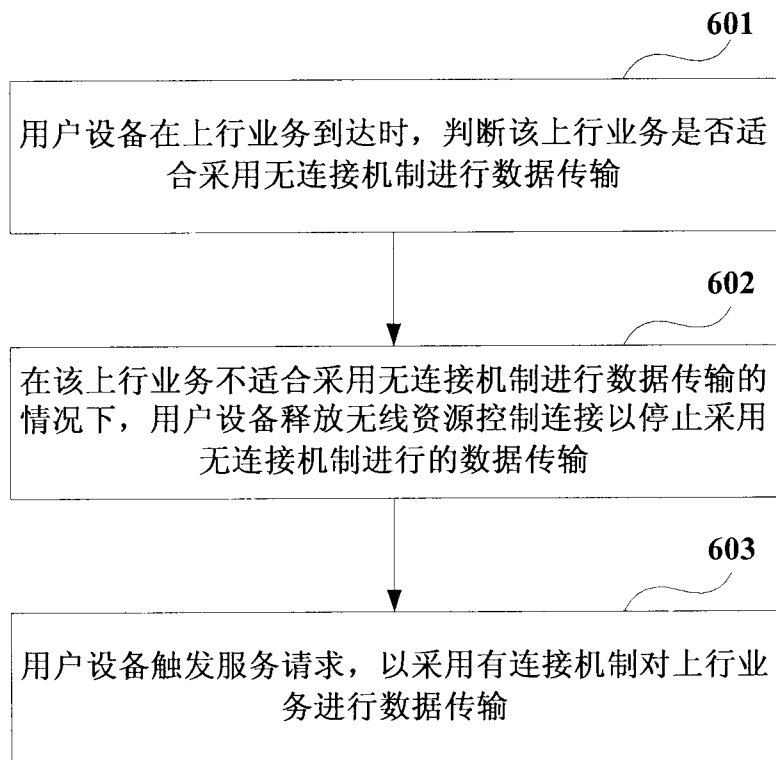 601
用户设备在上行业务到达时，判断该上行业务是否适
合采用无连接机制进行数据传输
602
在该上行业务不适合采用无连接机制进行数据传输的
情况下，用户设备释放无线资源控制连接以停止采用
无连接机制进行的数据传输
603
用户设备触发服务请求，以采用有连接机制对上行业
务进行数据传输